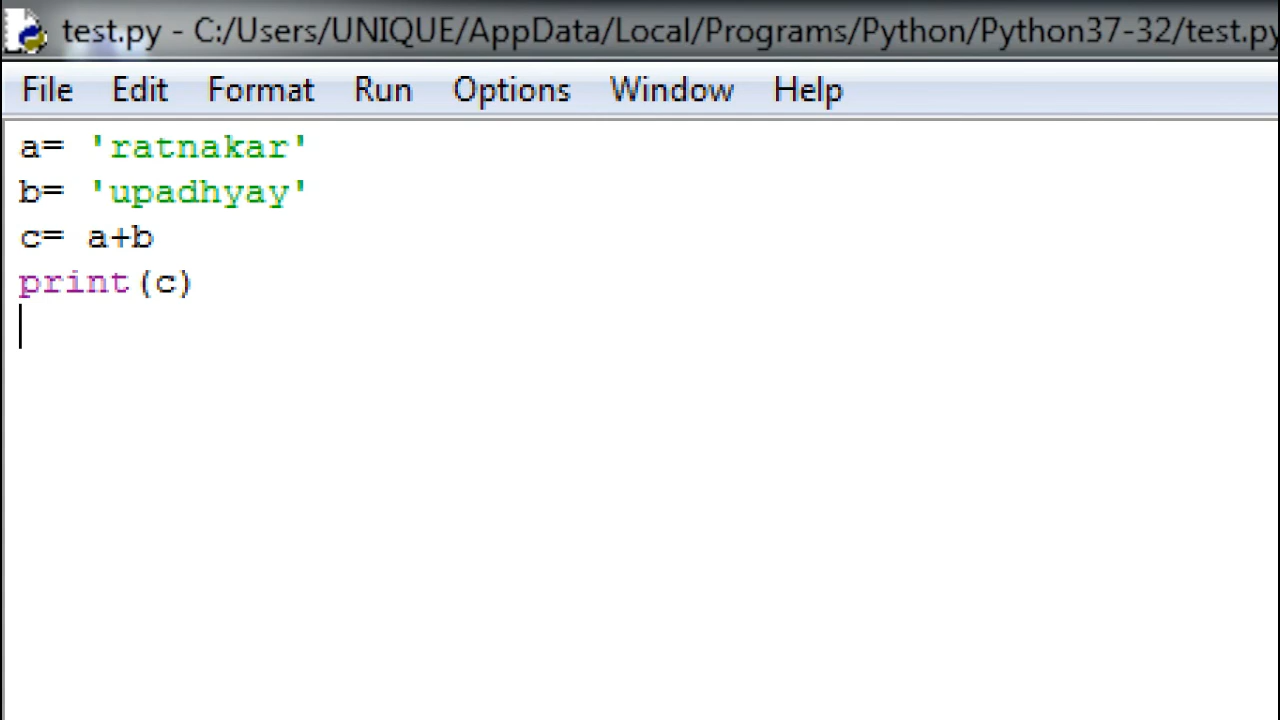 test.py - C:/Users/UNIQUE/AppData/Local/Programs/Python/Python37-32/test.py
File Edit Format Run Options Window Help
a= 'ratnakar'
b= 'upadhyay'
c= a+b
print(c)